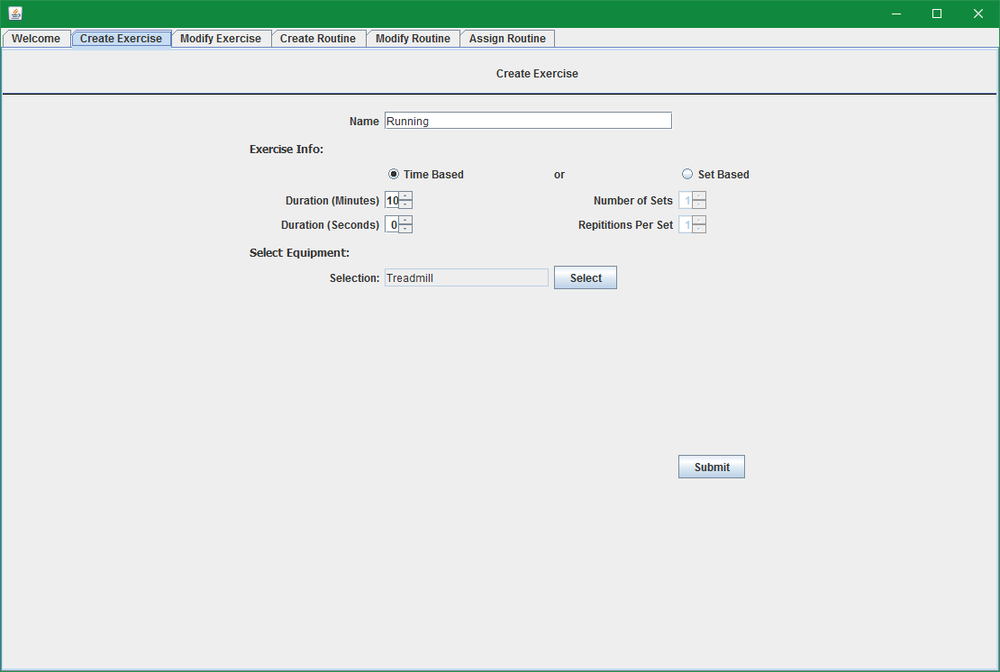 Welcome Create Exercise Modify Exercise Create Routine Modify Routine Assign Routine
Create Exercise
Name Running
Exercise Info:
Time Based or Set Based
Duration (Minutes) 10 Number of Sets 1
Duration (Seconds) 0 Repititions Per Set 1
Select Equipment:
Selection: Treadmill Select
Submit